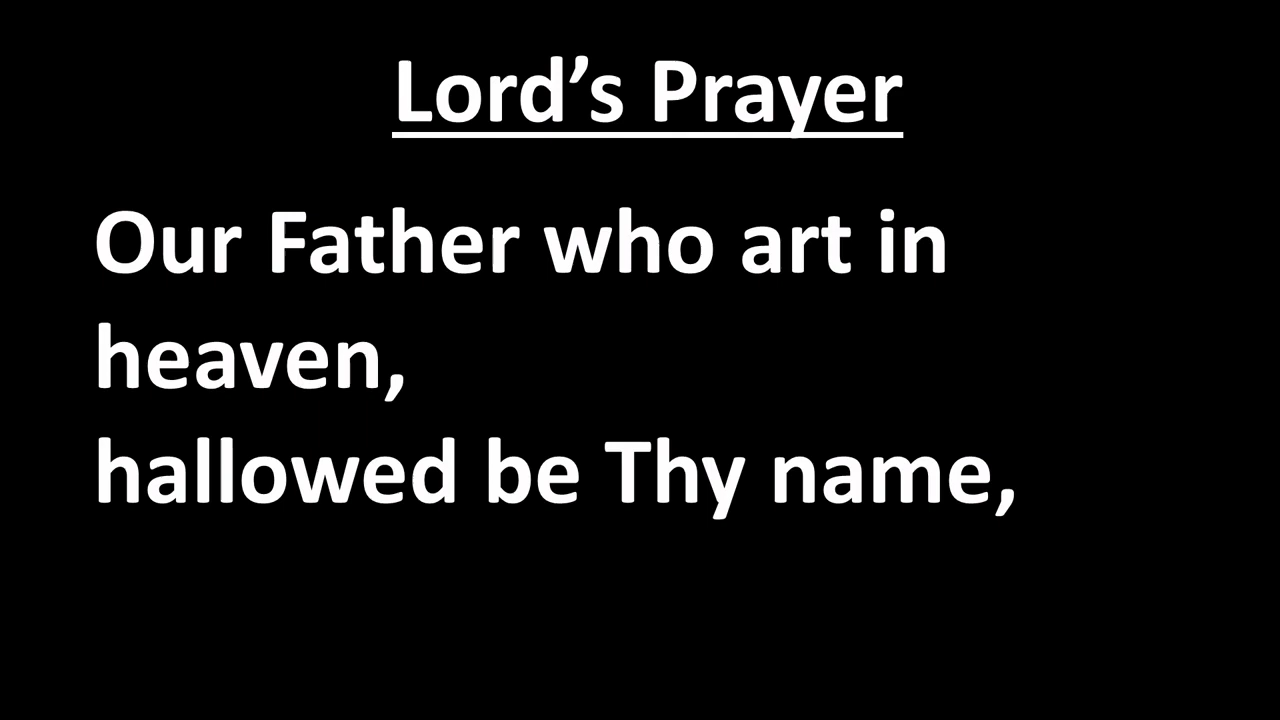 Lord’s Prayer
Our Father who art in
heaven,
hallowed be Thy name,